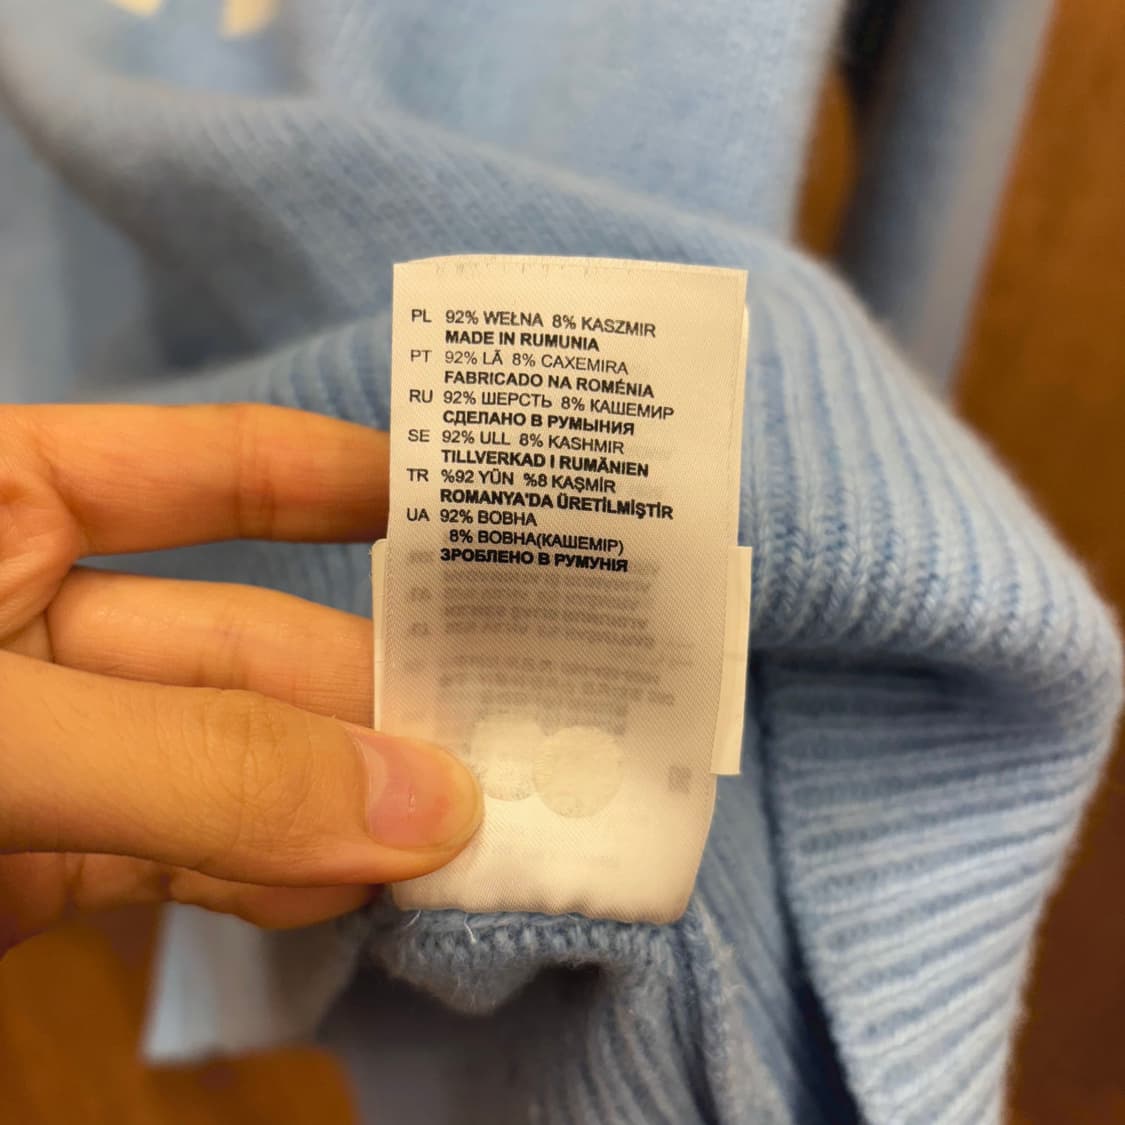 PL 92% WEŁNA 8% KASZMIR
MADE IN RUMUNIA
PT 92% LÃ 8% CAXEMIRA
FABRICADO NA ROMÉNIA
RU 92% ШЕРСТЬ 8% КАШЕМИР
СДЕЛАНО В РУМЫНИЯ
SE 92% ULL 8% KASHMIR
TILLVERKAD I RUMÄNIEN
TR %92 YÜN %8 KAŞMİR
ROMANYA'DA ÜRETİLMİŞTİR
UA 92% ВОВНА
8% ВОВНА(КАШЕМІР)
ЗРОБЛЕНО В РУМУНІЯ